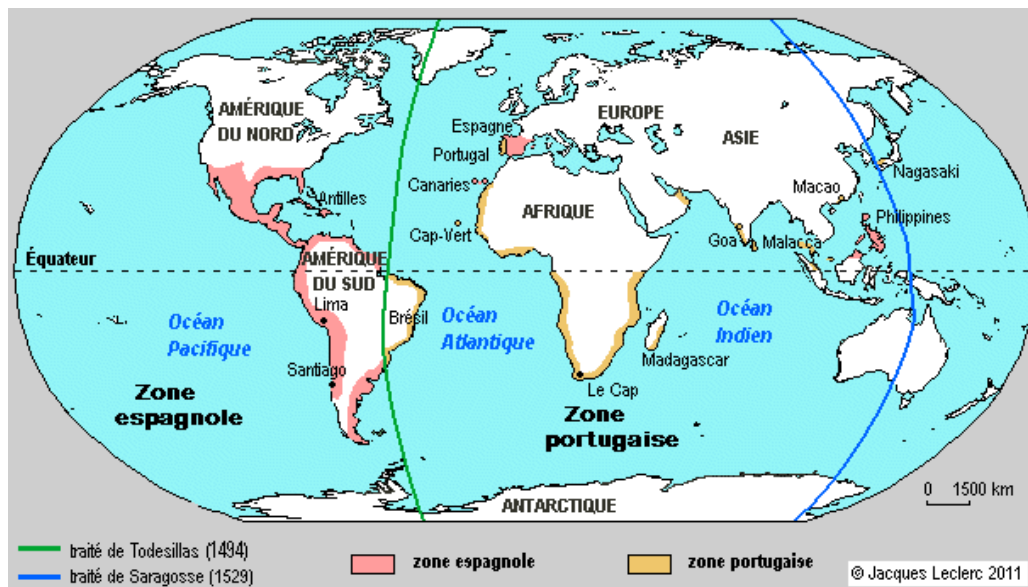 AMÉRIQUE
DU NORD
EUROPE
ASIE
Espagne
Portugal
Canaries
Antilles
Cap-Vert
AFRIQUE
Macao
Nagasaki
Philippines
Goa
Malacca
Équateur
AMÉRIQUE
DU SUD
Lima
Brésil
Océan
Pacifique
Océan
Atlantique
Océan
Indien
Madagascar
Santiago
Le Cap
Zone
espagnole
Zone
portugaise
ANTARCTIQUE
0 1500 km
traité de Todesillas (1494)
traité de Saragosse (1529)
zone espagnole
zone portugaise
© Jacques Leclerc 2011